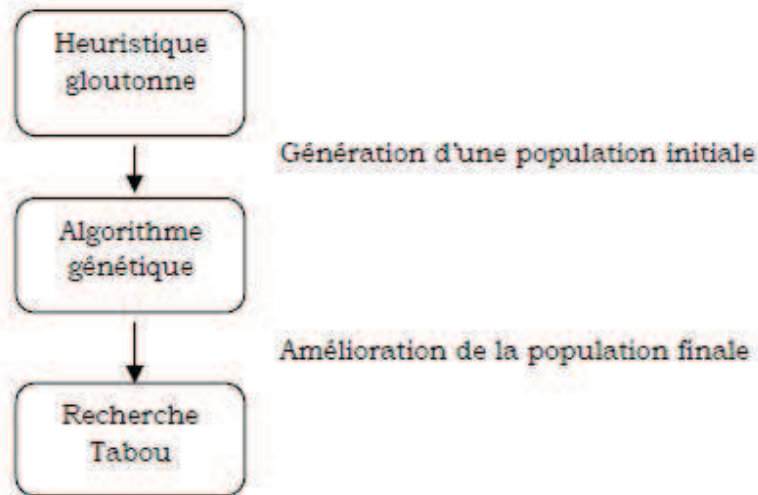 Heuristique
gloutonne
Génération d'une population initiale
Algorithme
génétique
Amélioration de la population finale
Recherche
Tabou